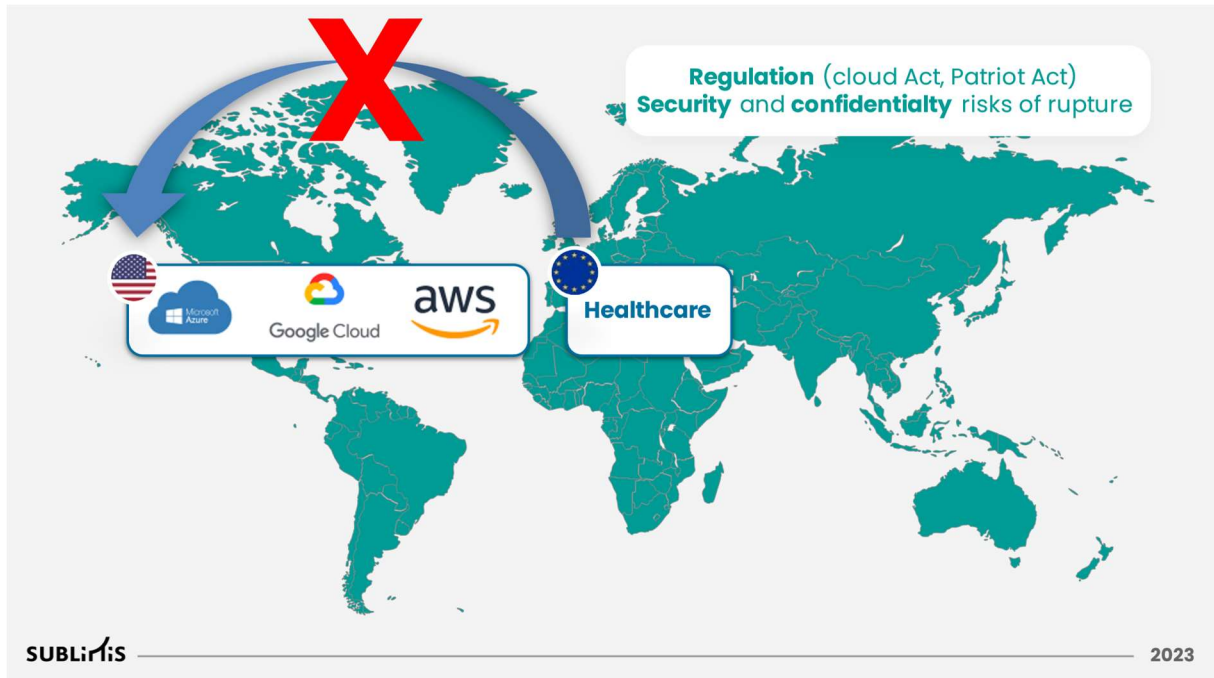 Regulation (cloud Act, Patriot Act)
Security and confidentialty risks of rupture
Microsoft
Azure
Google Cloud
aws
Healthcare
SUBLiMiS
2023